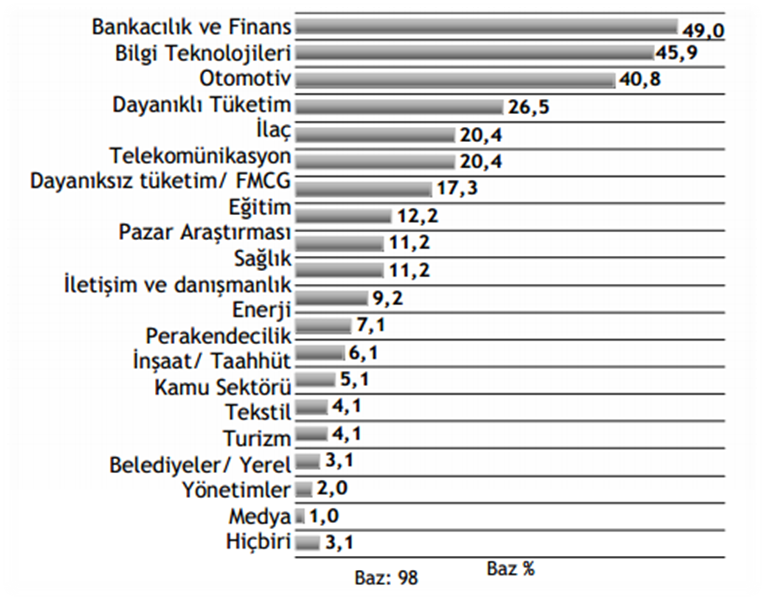 Bankacılık ve Finans 49,0
Bilgi Teknolojileri 45,9
Otomotiv 40,8
Dayanıklı Tüketim 26,5
İlaç 20,4
Telekomünikasyon 20,4
Dayanıksız tüketim/ FMCG 17,3
Eğitim 12,2
Pazar Araştırması 11,2
Sağlık 11,2
İletişim ve danışmanlık 9,2
Enerji 7,1
Perakendecilik 6,1
İnşaat/ Taahhüt 5,1
Kamu Sektörü 4,1
Tekstil 4,1
Turizm 3,1
Belediyeler/ Yerel
Yönetimler 2,0
Medya 1,0
Hiçbiri 3,1
Baz: 98 Baz %